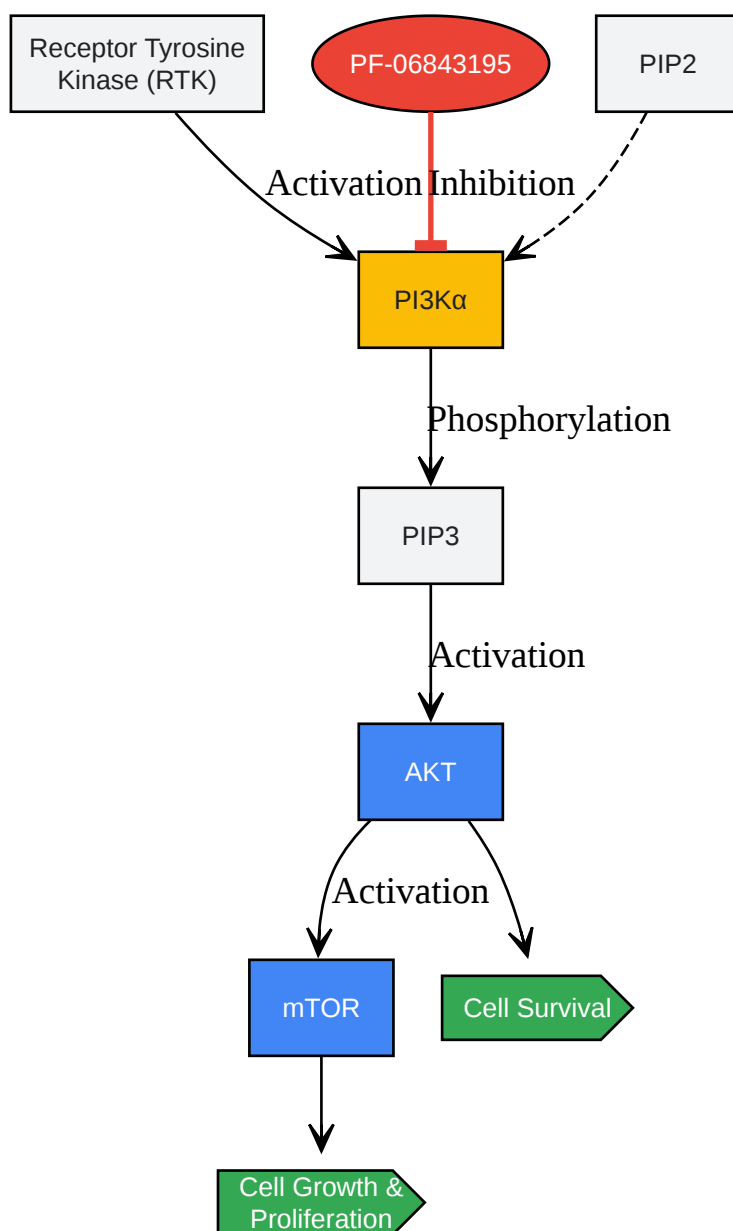 Receptor Tyrosine
Kinase (RTK)
PF-06843195
PIP2
Activation
Inhibition
PI3Kα
Phosphorylation
PIP3
Activation
AKT
Activation
mTOR
Cell Survival
Cell Growth &
Proliferation